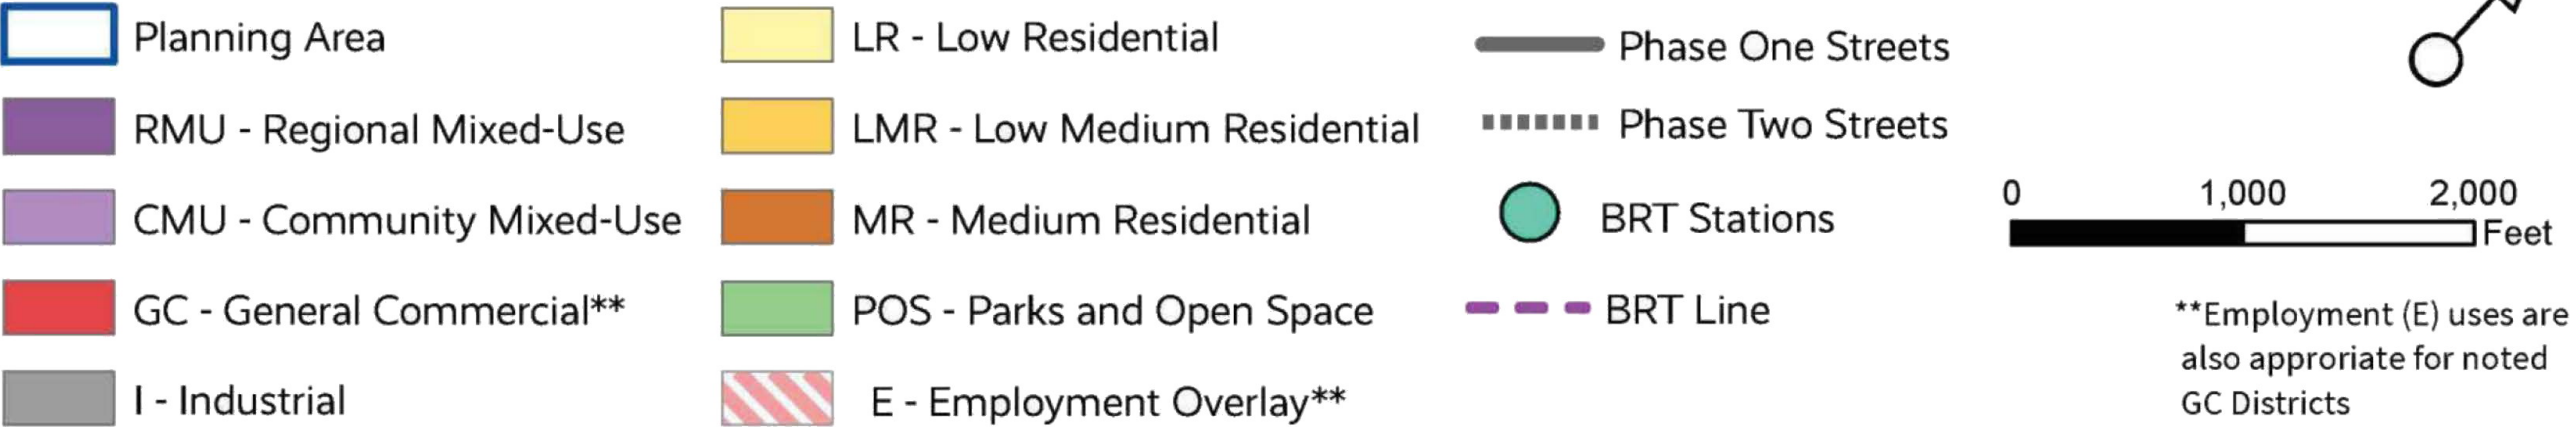 Planning Area
RMU - Regional Mixed-Use
CMU - Community Mixed-Use
GC - General Commercial**
I - Industrial
LR - Low Residential
LMR - Low Medium Residential
MR - Medium Residential
POS - Parks and Open Space
E - Employment Overlay**
Phase One Streets
Phase Two Streets
BRT Stations
BRT Line
0 1,000 2,000
Feet
**Employment (E) uses are
also approriate for noted
GC Districts